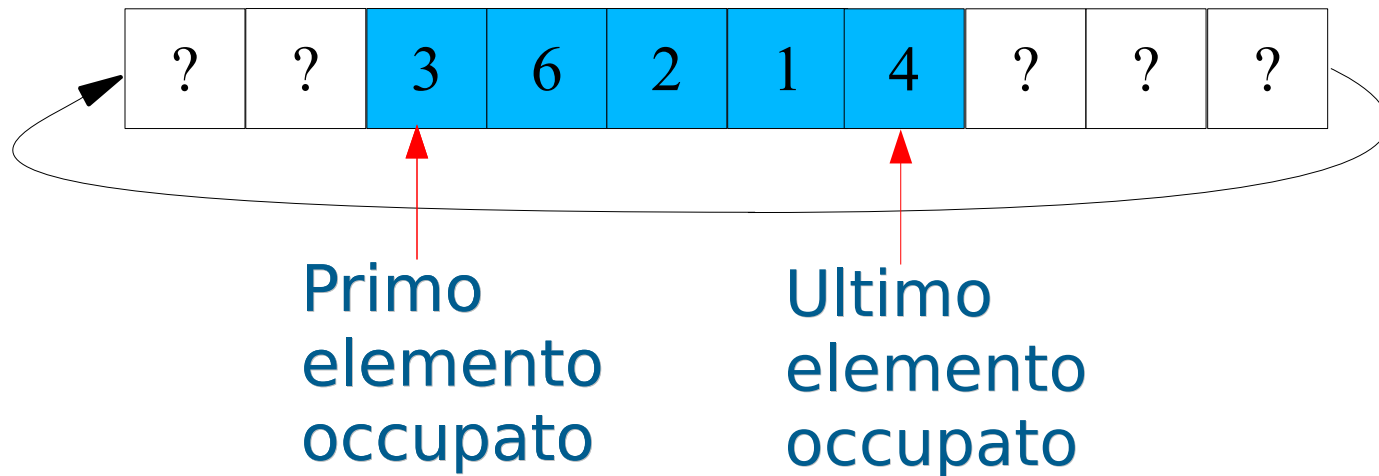 ? ? 3 6 2 1 4 ? ? ?
Primo
elemento
occupato
Ultimo
elemento
occupato